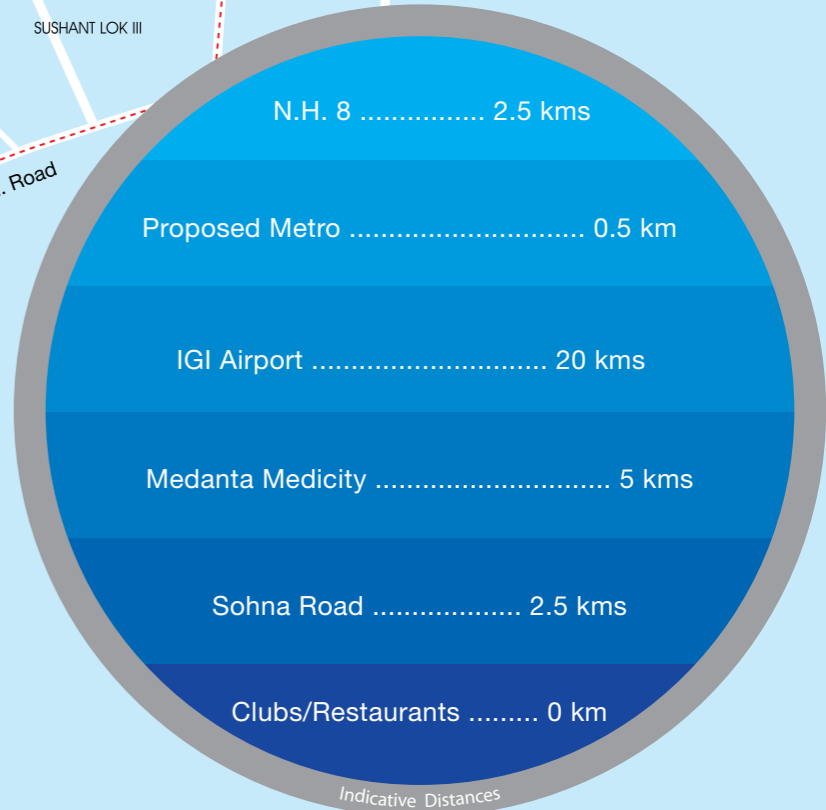 SUSHANT LOK III
. Road
N.H. 8 ................ 2.5 kms
Proposed Metro .............................. 0.5 km
IGI Airport .............................. 20 kms
Medanta Medicity .............................. 5 kms
Sohna Road ................... 2.5 kms
Clubs/Restaurants ......... 0 km
Indicative Distances